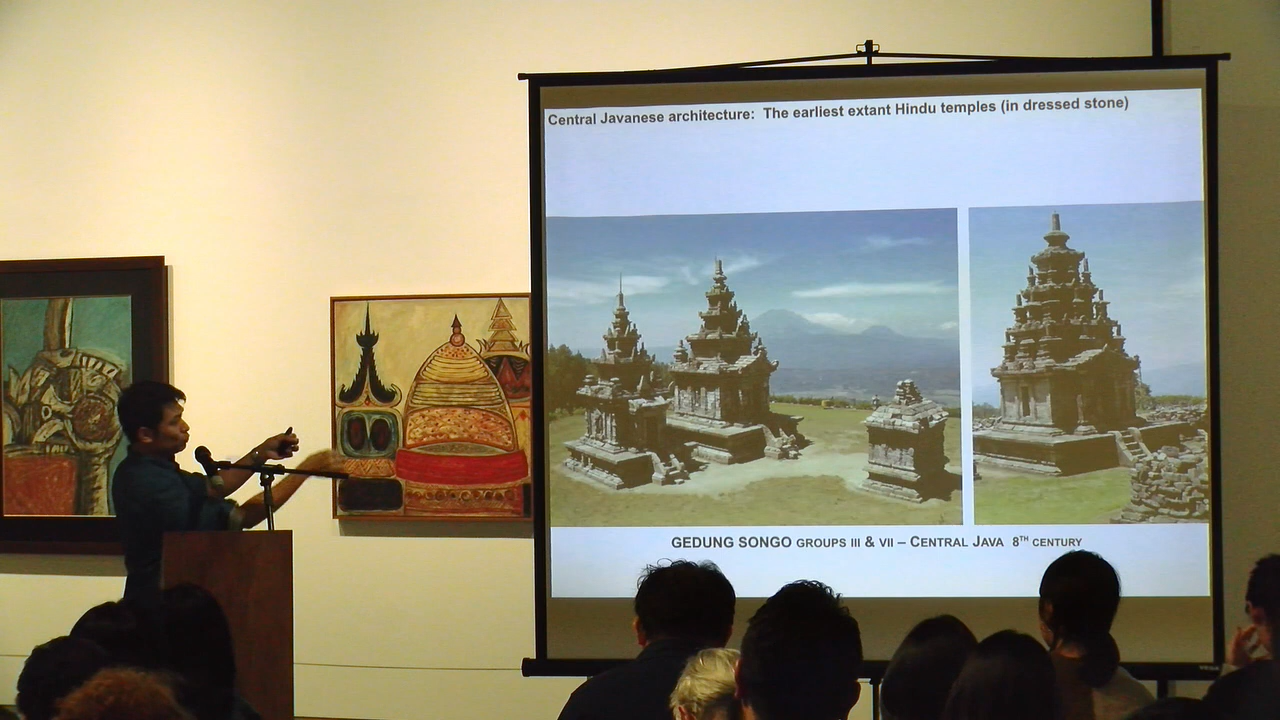 Central Javanese architecture:  The earliest extant Hindu temples (in dressed stone)
GEDUNG SONGO GROUPS III & VII – CENTRAL JAVA  8TH CENTURY